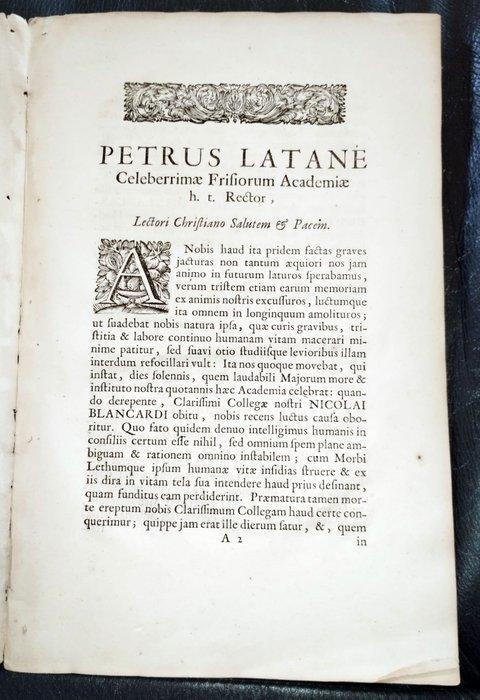 PETRUS LATANÈ
Celeberrimæ Friſiorum Academiæ
h. t. Rector,
Lectori Chriſtiano Salutem & Pacem.
A Nobis haud ita pridem factas graves
jacturas non tantum æquiori nos jam
animo in futurum laturos ſperabamus,
verum triſtem etiam earum memoriam
ex animis noſtris excuſſuros, luctumque
ita omnem in longinquum amolituros;
ut ſuadebat nobis natura ipſa, quæ curis gravibus, tri-
ſtitia & labore continuo humanam vitam macerari mi-
nime patitur, ſed ſuavi otio ſtudiiſque levioribus illam
interdum refocillari vult: Ita nos quoque movebat, qui
inſtat, dies ſolennis, quem laudabili Majorum more &
inſtituto noſtra quotannis hæc Academia celebrat: quan-
do derepente, Clariſſimi Collegæ noſtri NICOLAI
BLANCARDI obitu, nobis recens luctus cauſa obo-
ritur. Quo fato quidem denuo intelligimus humanis in
conſiliis certum eſſe nihil, ſed omnium ſpem plane am-
biguam & rationem omnino inſtabilem; cum Morbi
Lethumque ipſum humanæ vitæ inſidias ſtruere & ex
iis dira in vitam tela ſua intendere haud prius deſinant,
quam funditus eam perdiderint. Præmatura tamen mor-
te ereptum nobis Clariſſimum Collegam haud certe con-
querimur; quippe jam erat ille dierum ſatur, &, quem
A 2 in